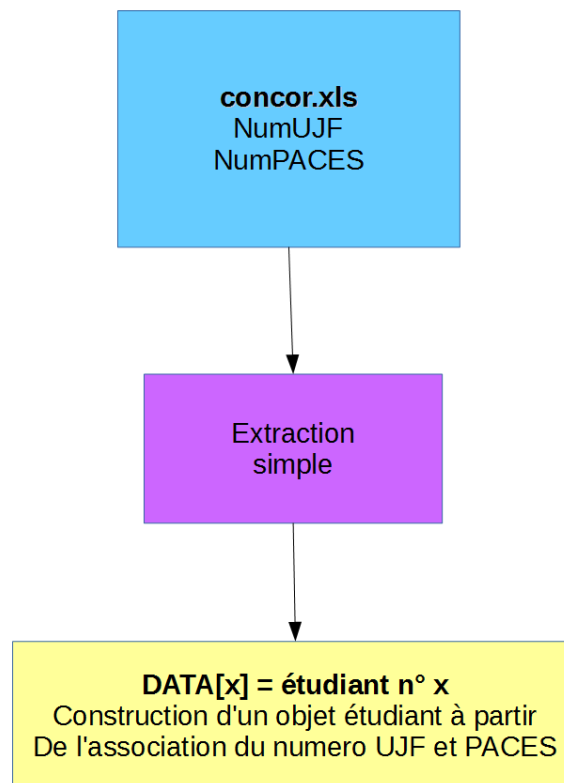 concor.xls
NumUJF
NumPACES
Extraction
simple
DATA[x] = étudiant n° x
Construction d'un objet étudiant à partir
De l'association du numero UJF et PACES